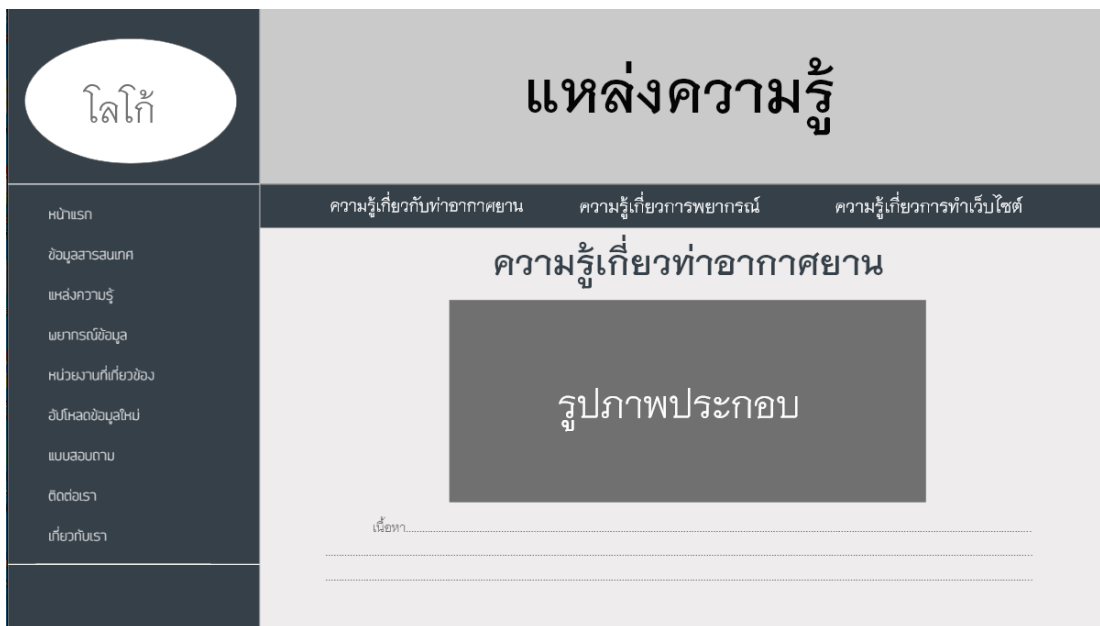 โลโก้
แหล่งความรู้
หน้าแรก
ข้อมูลสารสนเทศ
แหล่งความรู้
พยากรณ์ข้อมูล
หน่วยงานที่เกี่ยวข้อง
อัปโหลดข้อมูลใหม่
แบบสอบถาม
ติดต่อเรา
เกี่ยวกับเรา
ความรู้เกี่ยวกับท่าอากาศยาน ความรู้เกี่ยวการพยากรณ์ ความรู้เกี่ยวการทำเว็บไซต์
ความรู้เกี่ยวท่าอากาศยาน
รูปภาพประกอบ
เนื้อหา